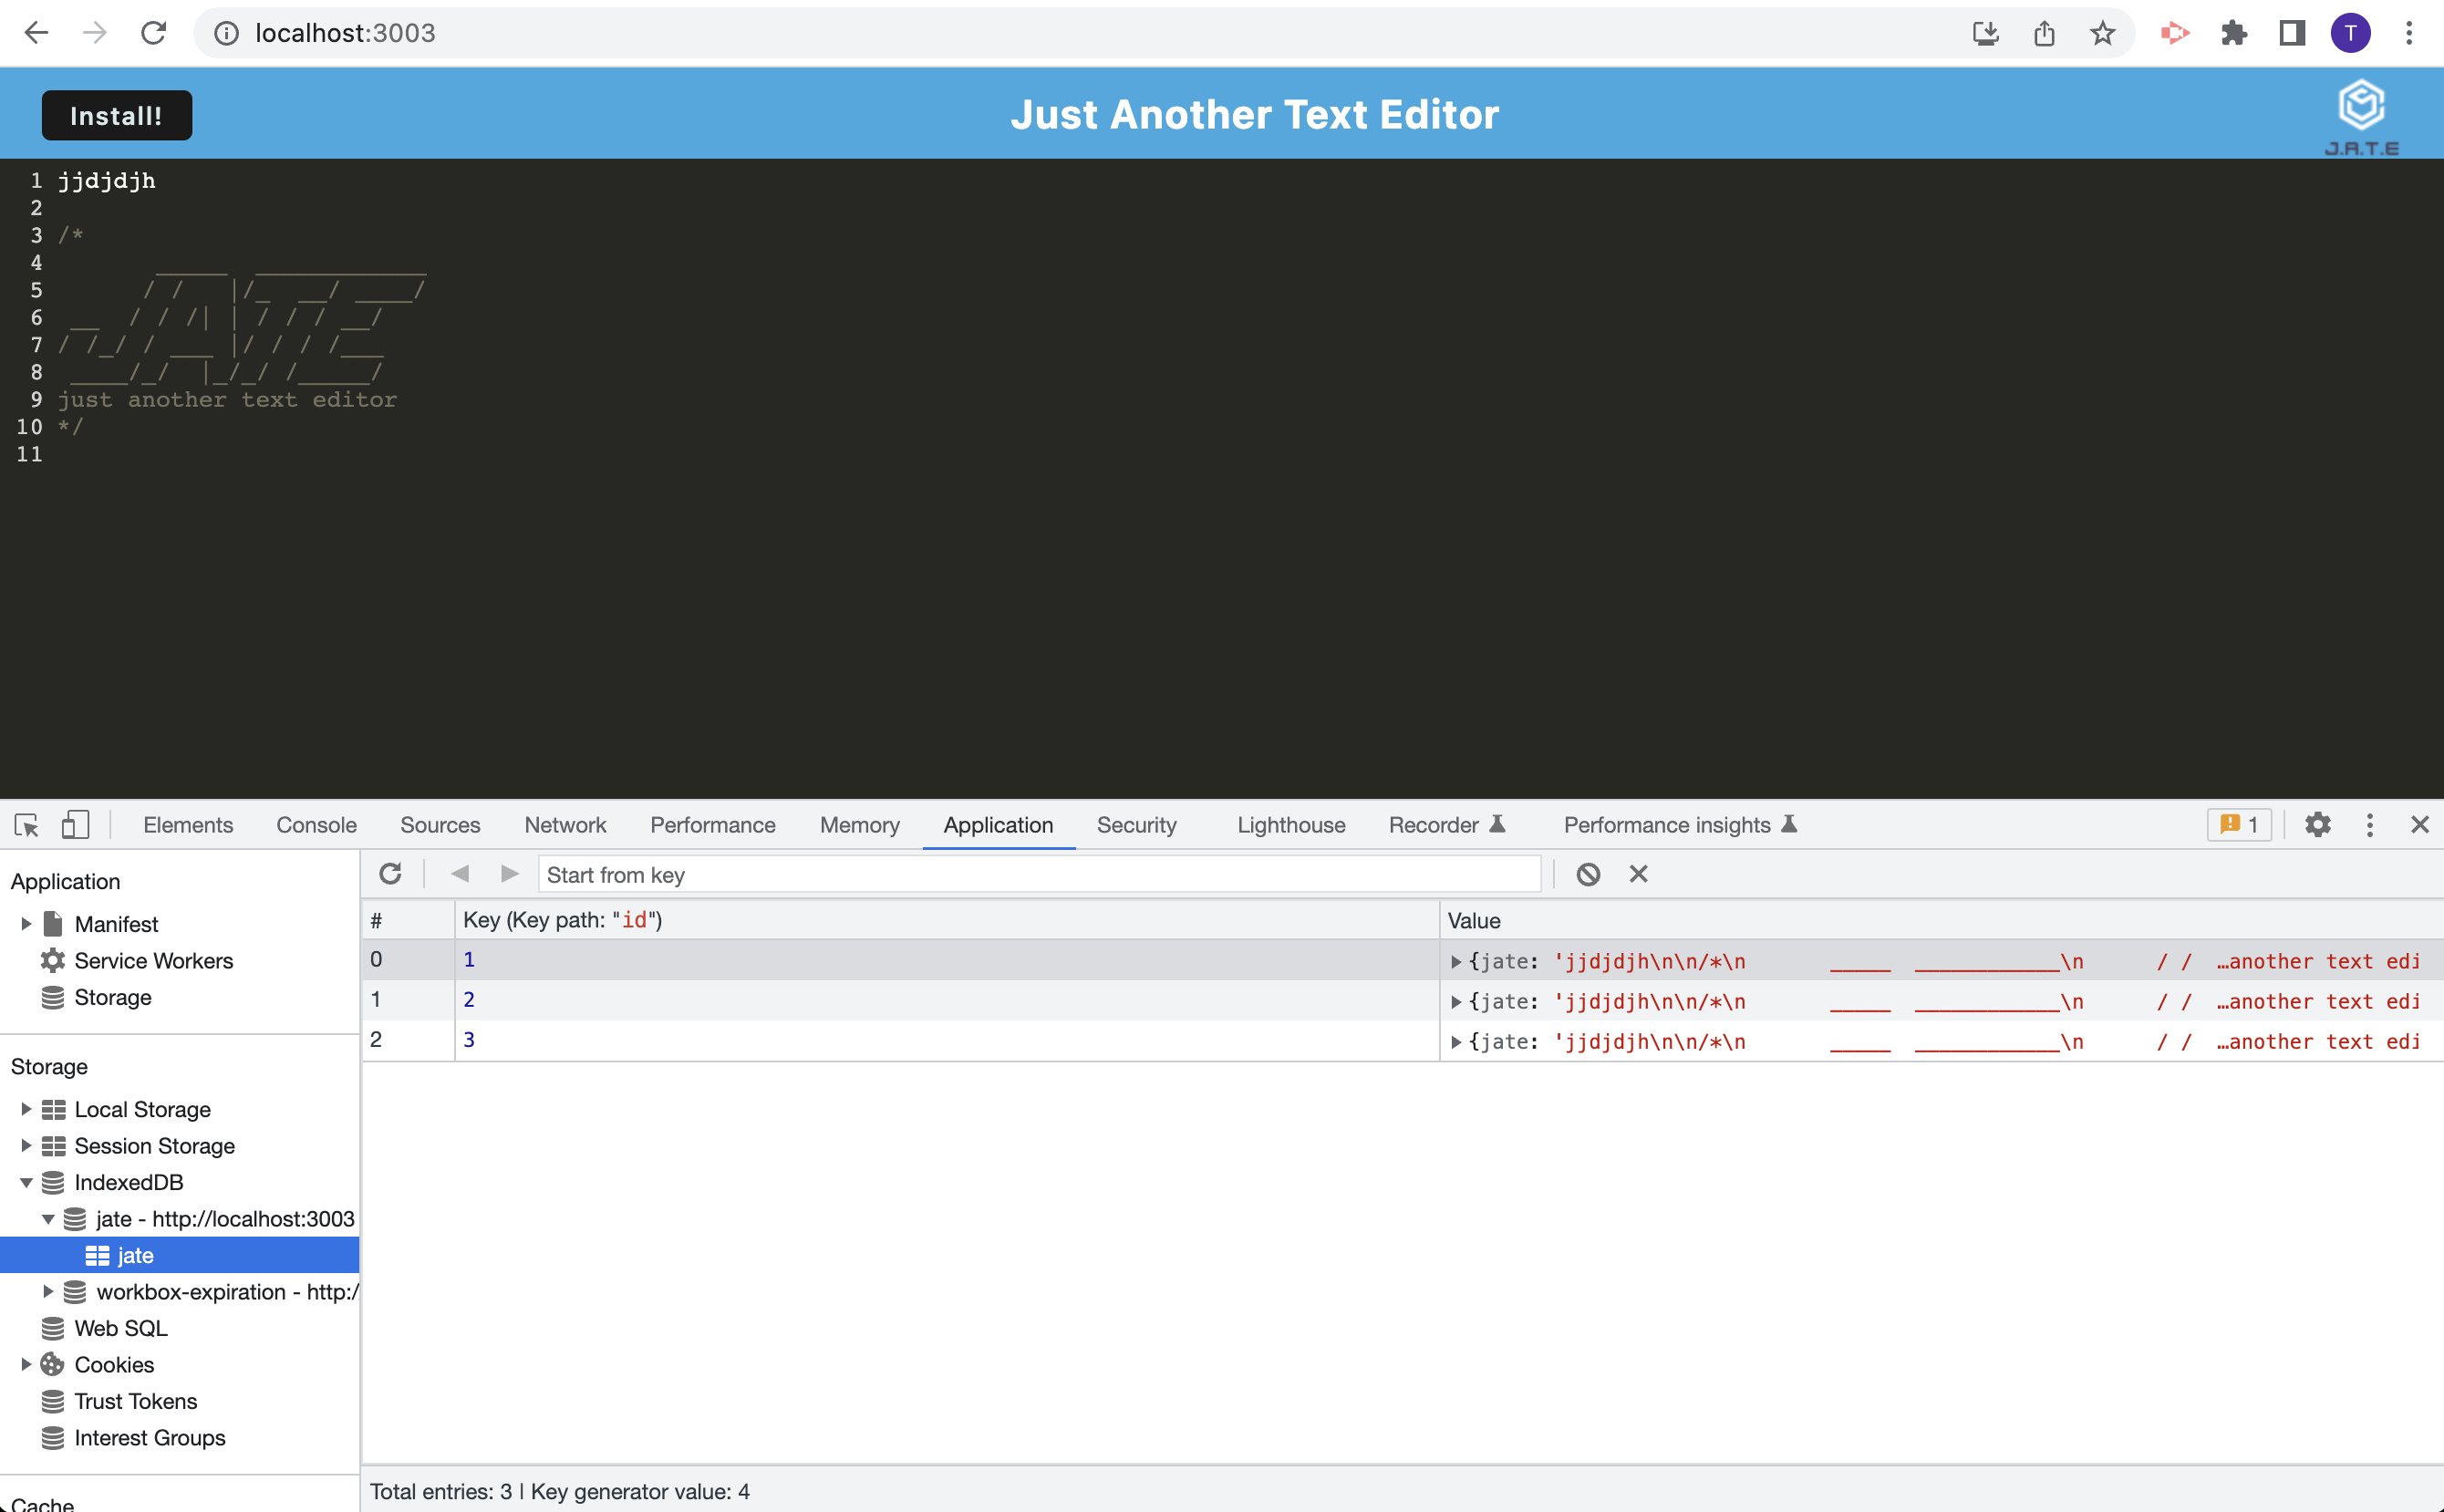 localhost:3003
T
Install!
Just Another Text Editor
J.A.T.E
1 jjdjdjh
2
3 /*
4         _____  ____________
5       / /    |/_  __/ ____/
6  __  / / /| | / / / __/
7 / /_/ / ___ |/ / / /___
8  ____/_/  |_/_/ /_____/
9 just another text editor
10 */
11
Elements Console Sources Network Performance Memory Application Security Lighthouse Recorder Performance insights 1
Application
Manifest
Service Workers
Storage
Storage
Local Storage
Session Storage
IndexedDB
jate - http://localhost:3003
jate
workbox-expiration - http:/
Web SQL
Cookies
Trust Tokens
Interest Groups
Cache
Start from key
# Key (Key path: "id") Value
0 1 {jate: 'jjdjdjh\n\n/*\n       _____  ____________\n      / /  …another text edi
1 2 {jate: 'jjdjdjh\n\n/*\n       _____  ____________\n      / /  …another text edi
2 3 {jate: 'jjdjdjh\n\n/*\n       _____  ____________\n      / /  …another text edi
Total entries: 3 | Key generator value: 4